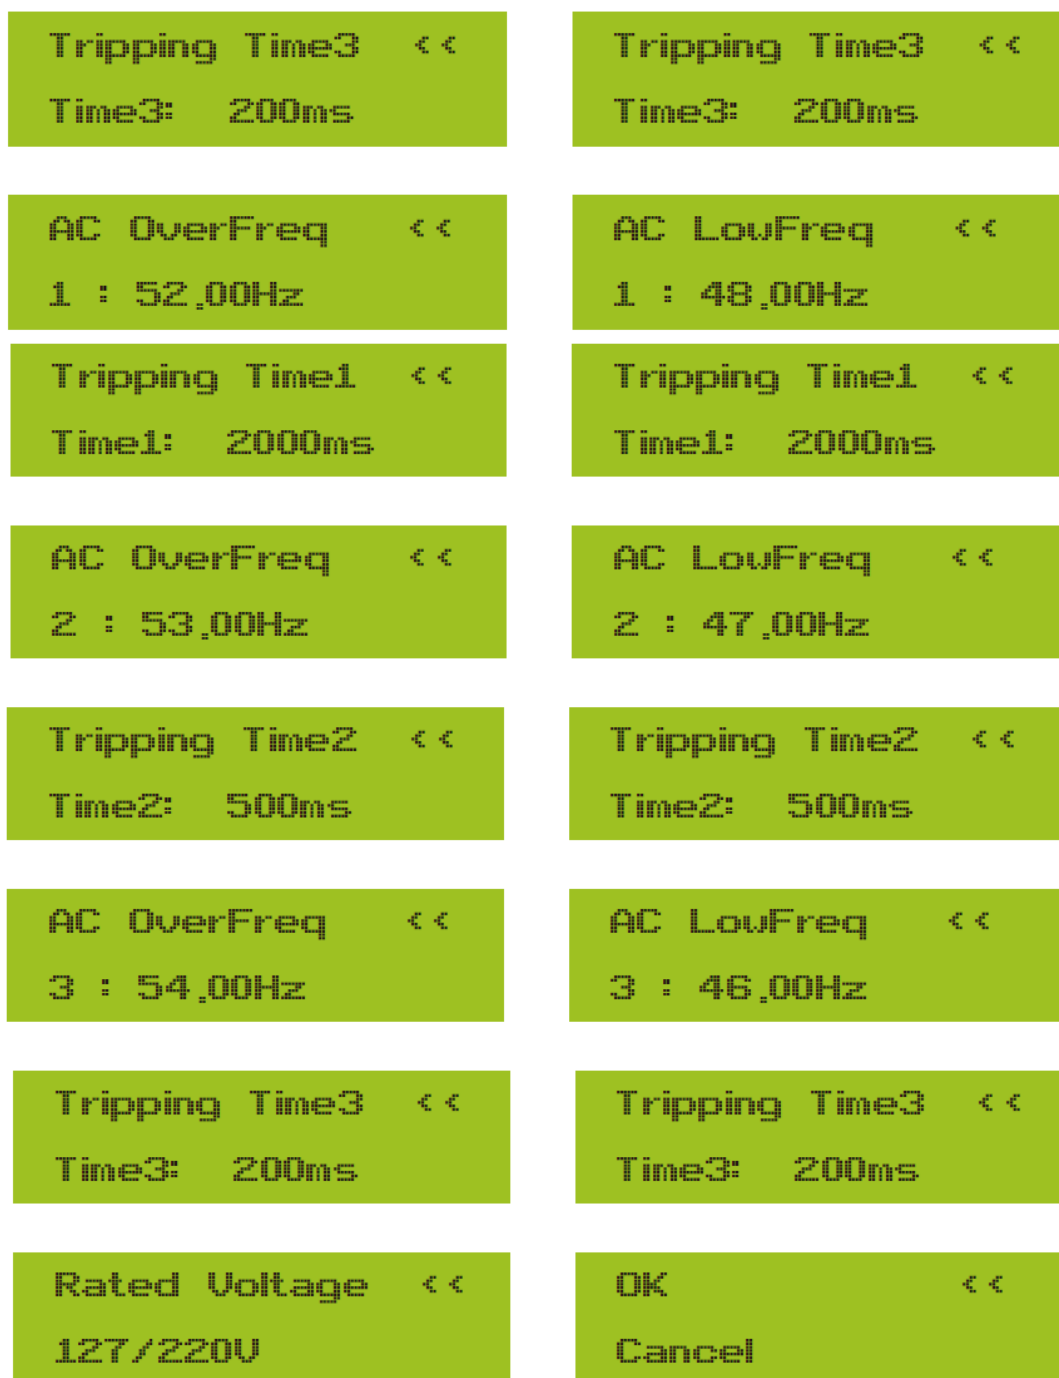 Tripping Time3 <<
Time3: 200ms
Tripping Time3 <<
Time3: 200ms
AC OverFreq <<
1 : 52.00Hz
AC LowFreq <<
1 : 48.00Hz
Tripping Time1 <<
Time1: 2000ms
Tripping Time1 <<
Time1: 2000ms
AC OverFreq <<
2 : 53.00Hz
AC LowFreq <<
2 : 47.00Hz
Tripping Time2 <<
Time2: 500ms
Tripping Time2 <<
Time2: 500ms
AC OverFreq <<
3 : 54.00Hz
AC LowFreq <<
3 : 46.00Hz
Tripping Time3 <<
Time3: 200ms
Tripping Time3 <<
Time3: 200ms
Rated Voltage <<
127/220V
OK <<
Cancel